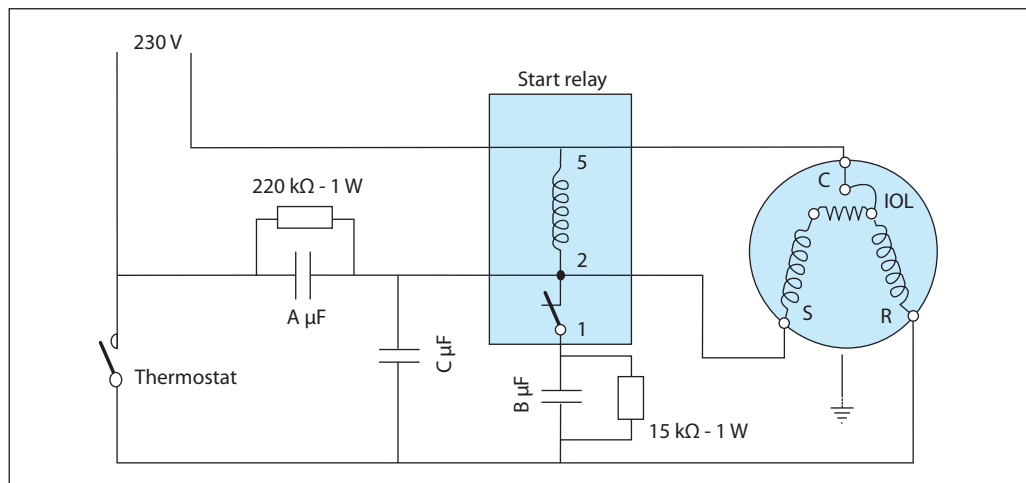 230 V
Start relay
5
220 kΩ - 1 W
C
IOL
2
A µF
S
R
1
C µF
Thermostat
B µF
15 kΩ - 1 W